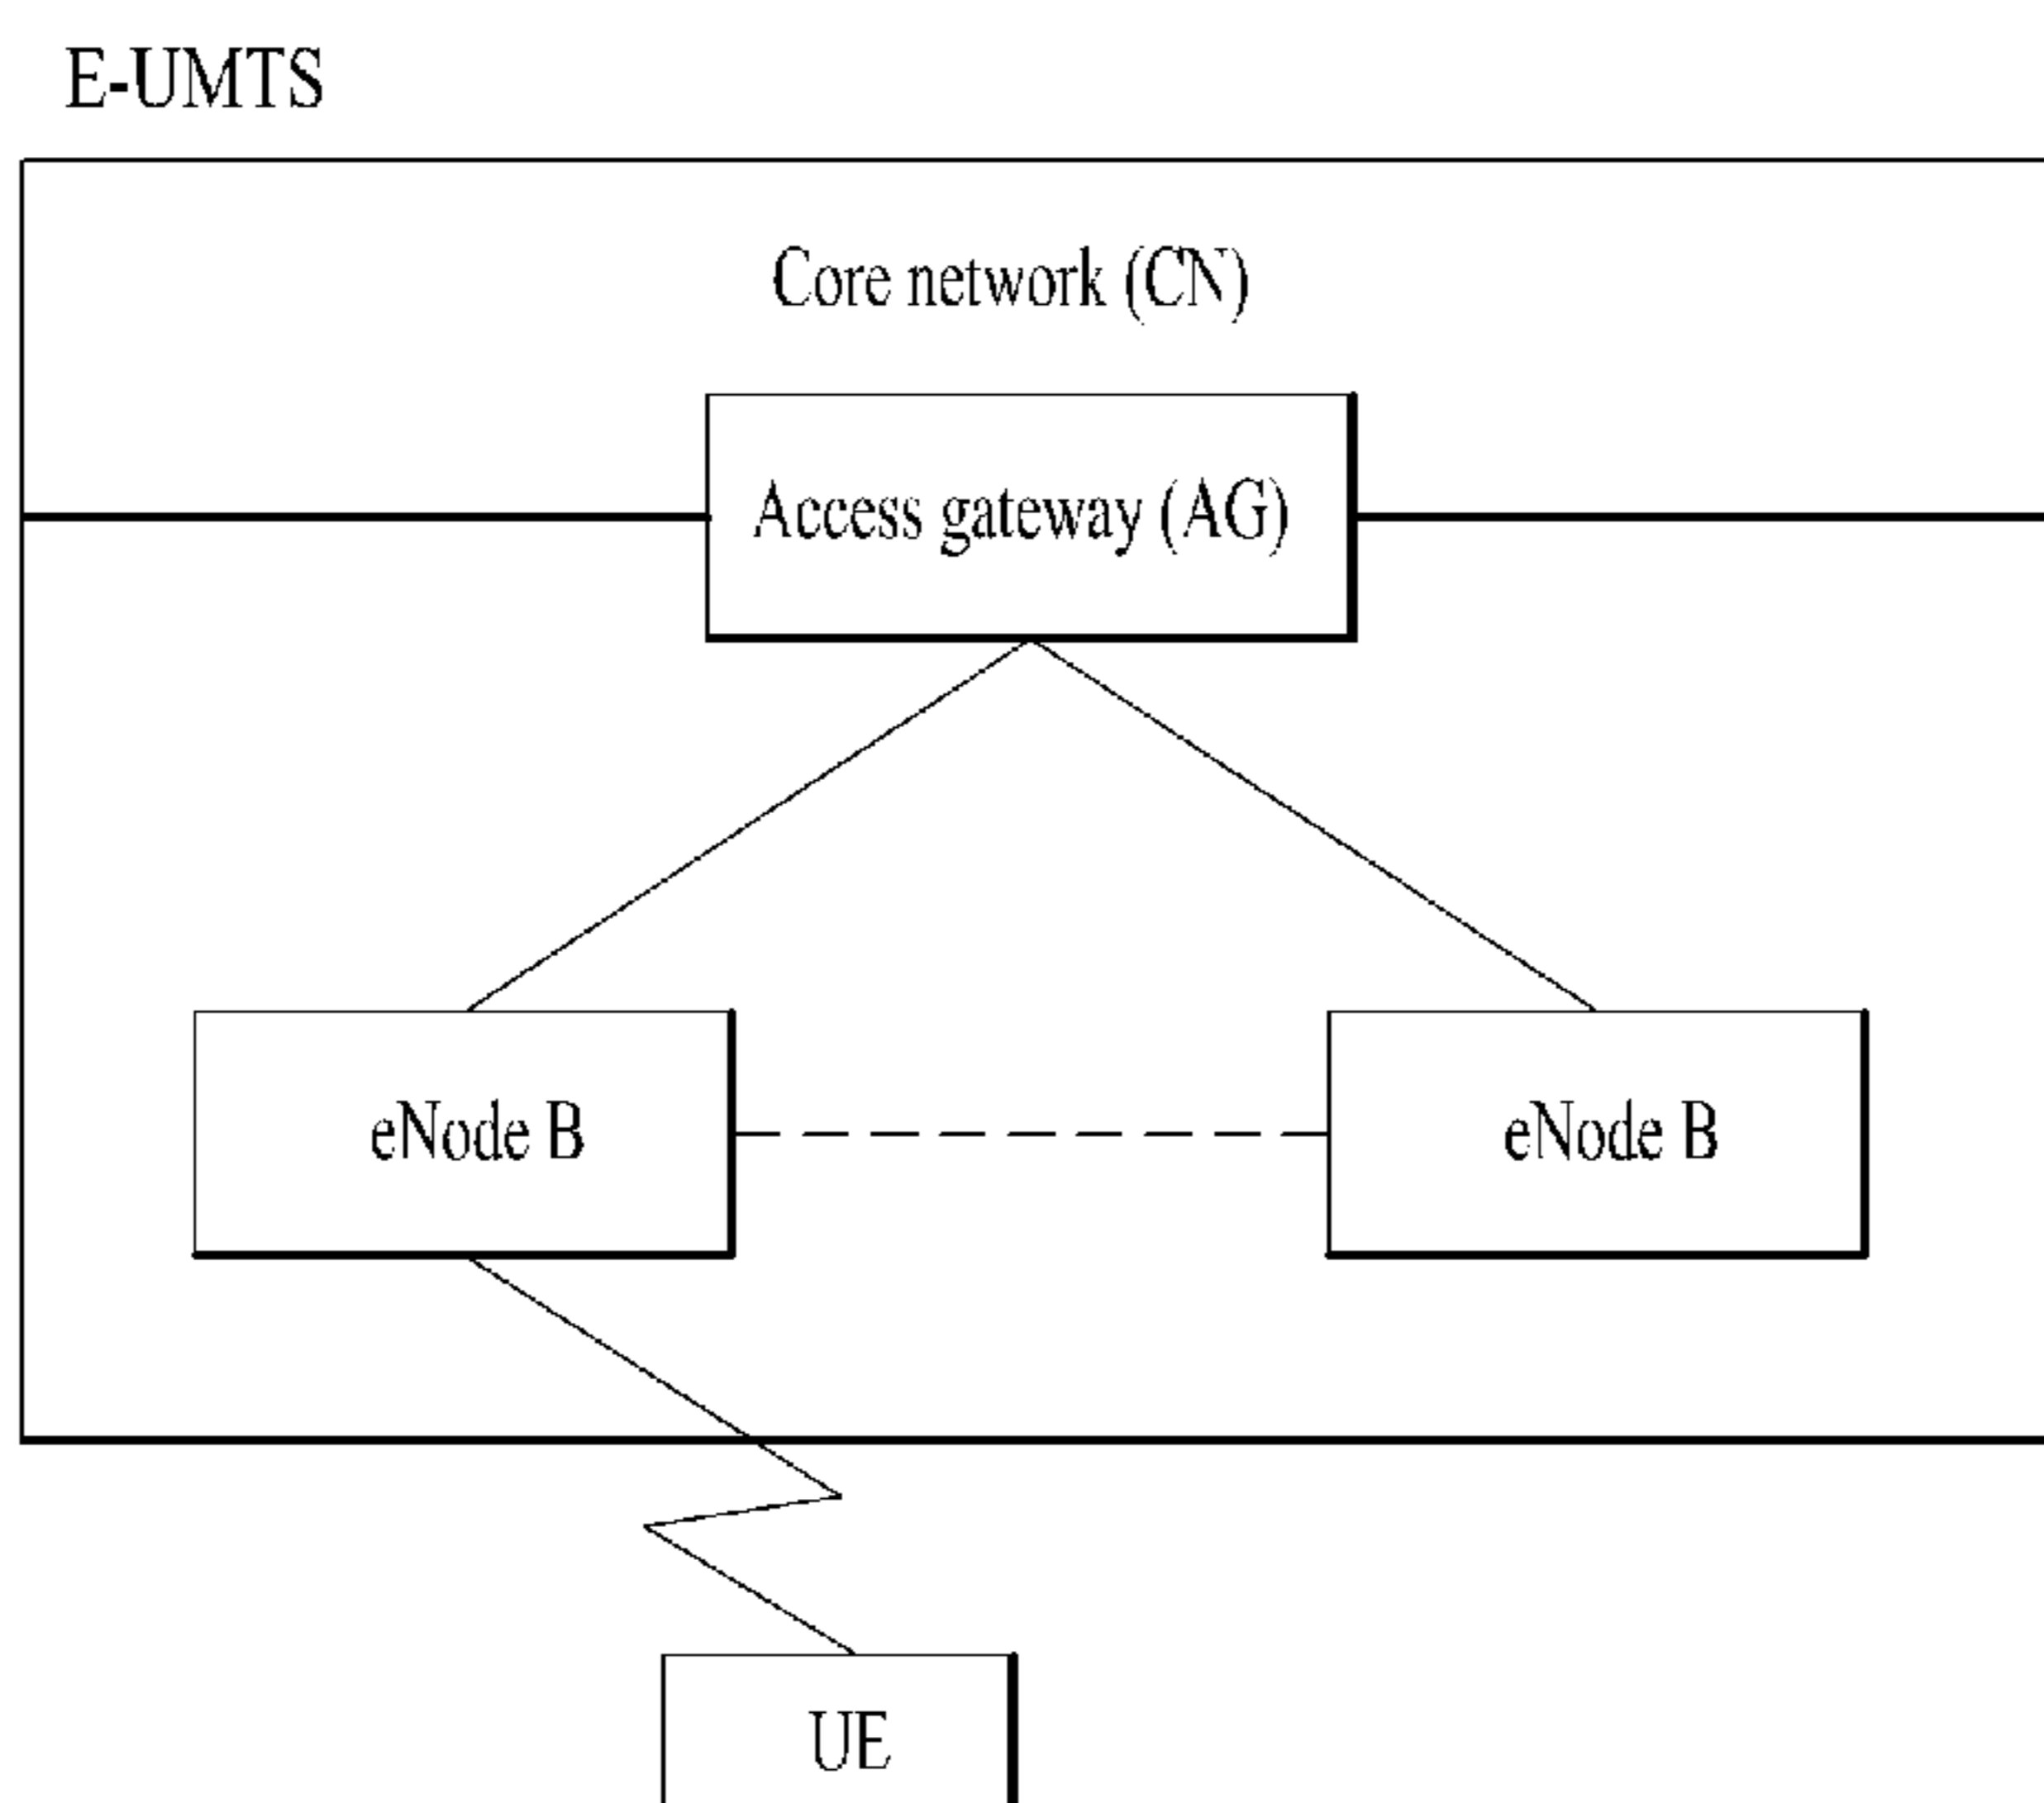 E-UMTS
Core network (CN)
Access gateway (AG)
eNode B
eNode B
UE